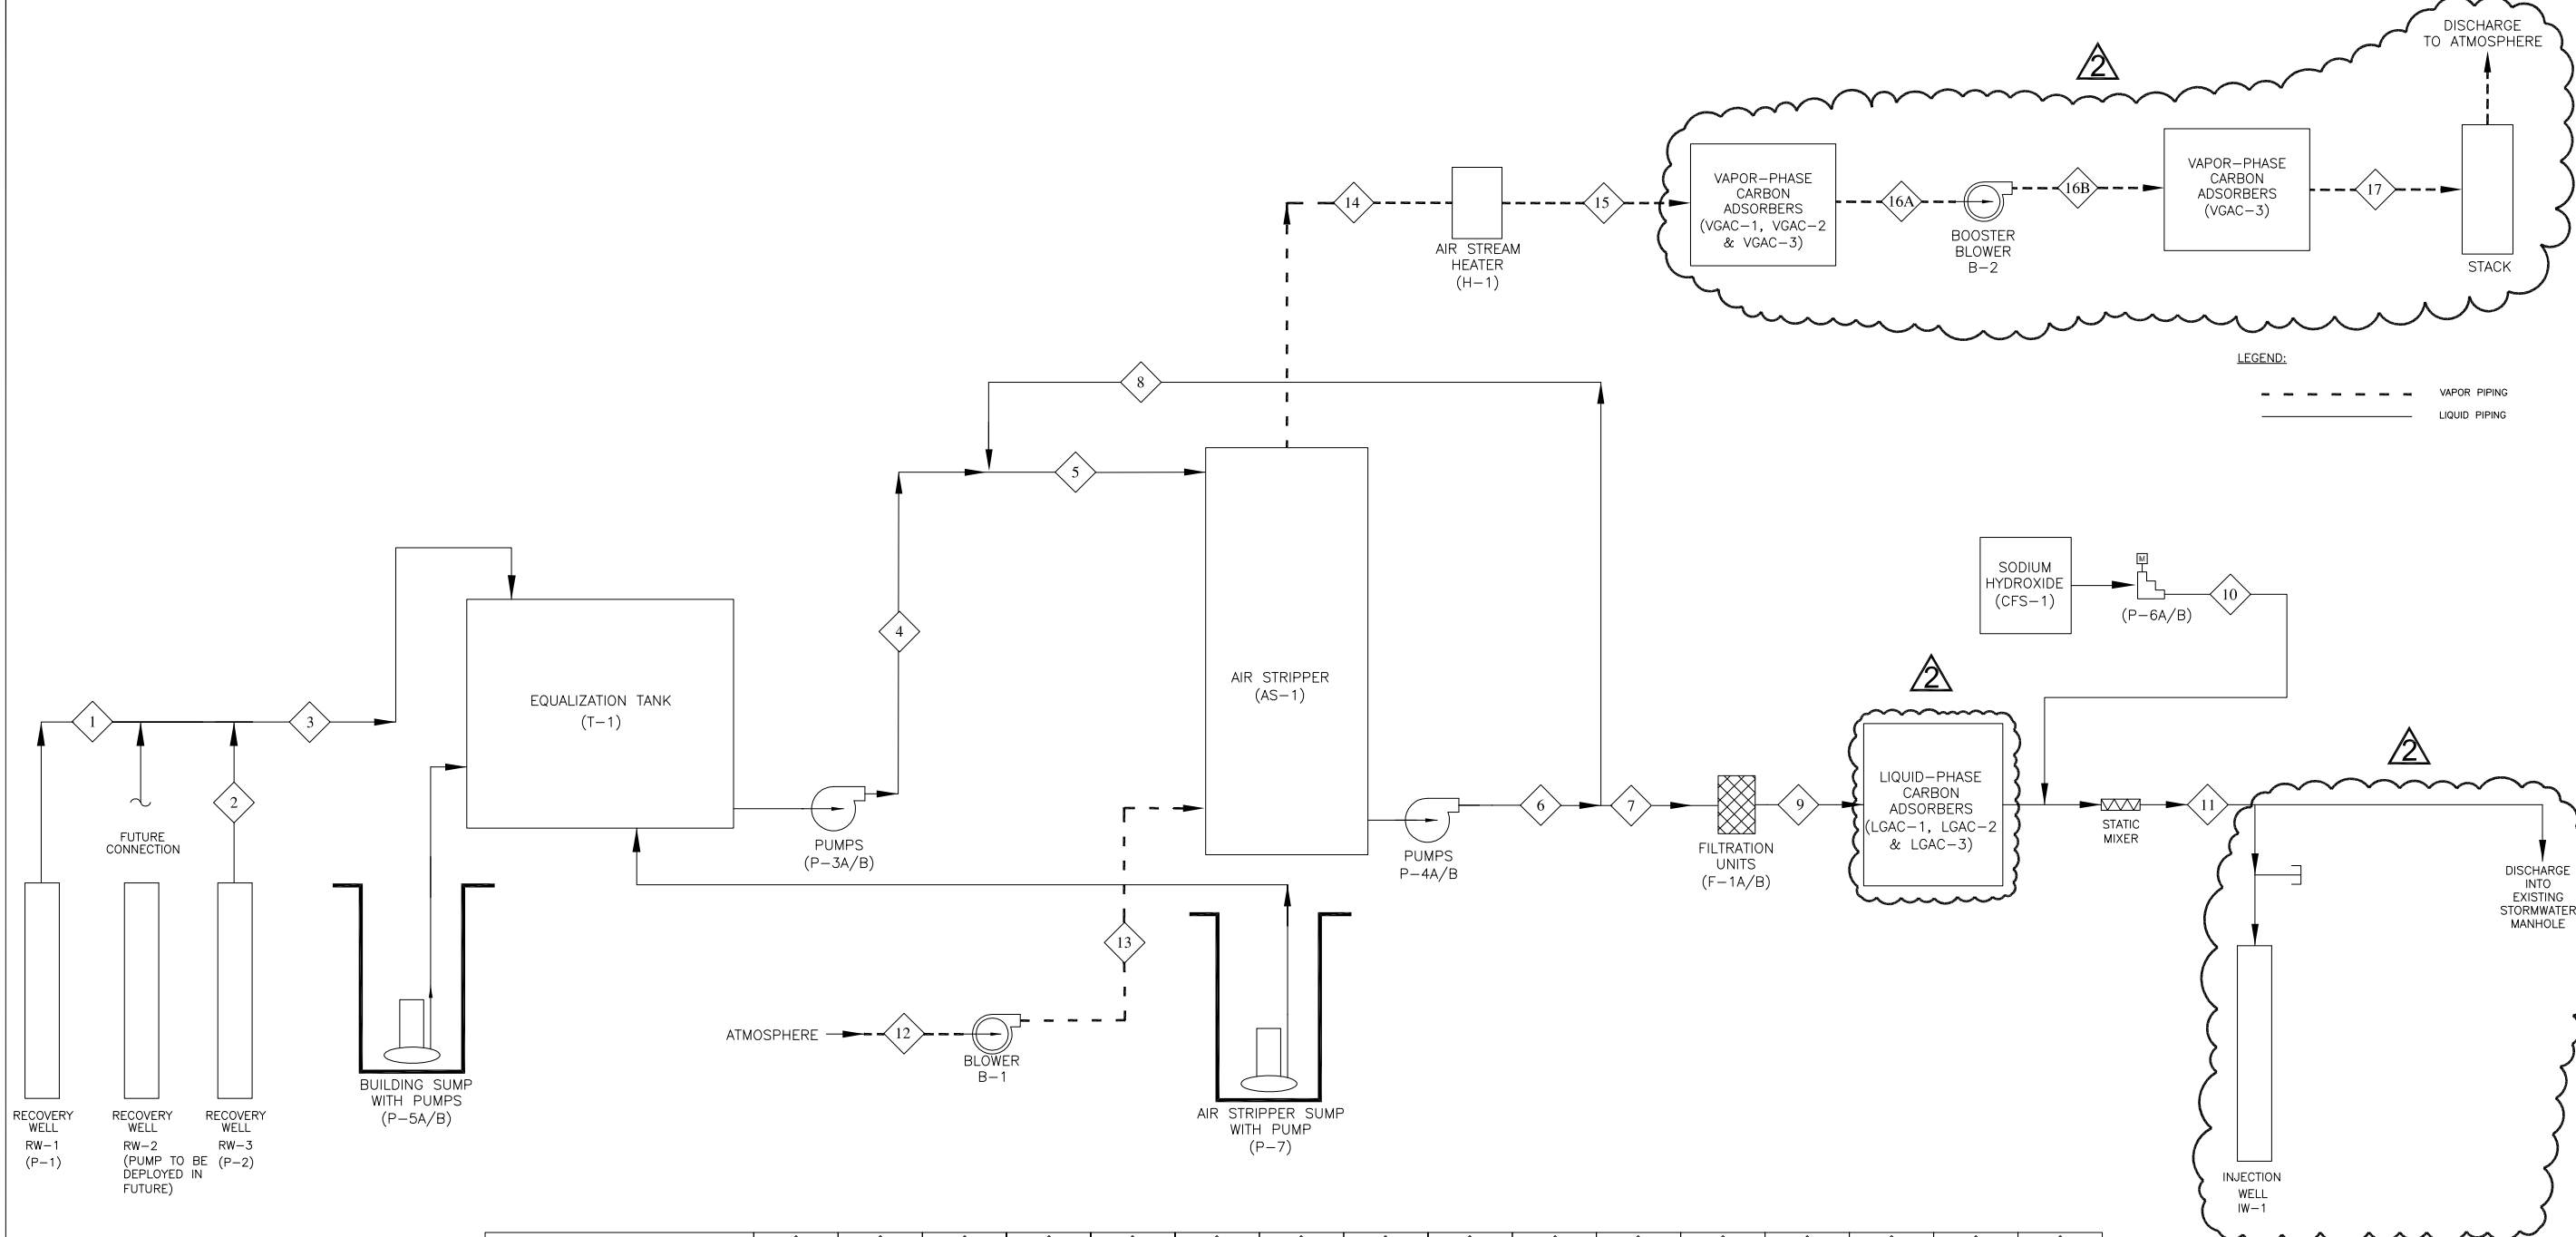 DISCHARGE
TO ATMOSPHERE
2
VAPOR-PHASE
CARBON
ADSORBERS
(VGAC-1, VGAC-2
& VGAC-3)
16A
BOOSTER
BLOWER
B-2
16B
VAPOR-PHASE
CARBON
ADSORBERS
(VGAC-3)
17
STACK
14
AIR STREAM
HEATER
(H-1)
15
LEGEND:
VAPOR PIPING
LIQUID PIPING
8
5
4
EQUALIZATION TANK
(T-1)
AIR STRIPPER
(AS-1)
SODIUM
HYDROXIDE
(CFS-1)
M
(P-6A/B)
10
1
3
2
FUTURE
CONNECTION
PUMPS
(P-3A/B)
PUMPS
P-4A/B
6
7
FILTRATION
UNITS
(F-1A/B)
9
2
LIQUID-PHASE
CARBON
ADSORBERS
(LGAC-1, LGAC-2
& LGAC-3)
STATIC
MIXER
11
2
DISCHARGE
INTO
EXISTING
STORMWATER
MANHOLE
13
ATMOSPHERE
12
BLOWER
B-1
RECOVERY
WELL
RW-1
(P-1)
RECOVERY
WELL
RW-2
(PUMP TO BE
DEPLOYED IN
FUTURE)
RECOVERY
WELL
RW-3
(P-2)
BUILDING SUMP
WITH PUMPS
(P-5A/B)
AIR STRIPPER SUMP
WITH PUMP
(P-7)
INJECTION
WELL
IW-1